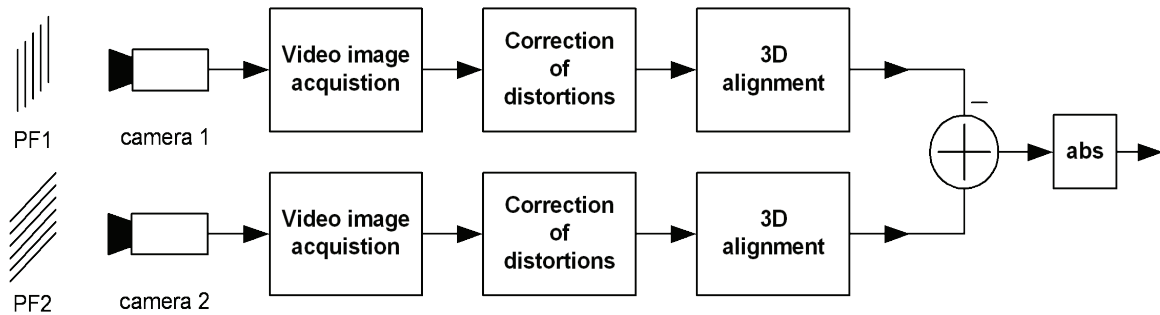 PF1
camera 1
Video image
acquistion
Correction
of
distortions
3D
alignment
−
abs
PF2
camera 2
Video image
acquistion
Correction
of
distortions
3D
alignment